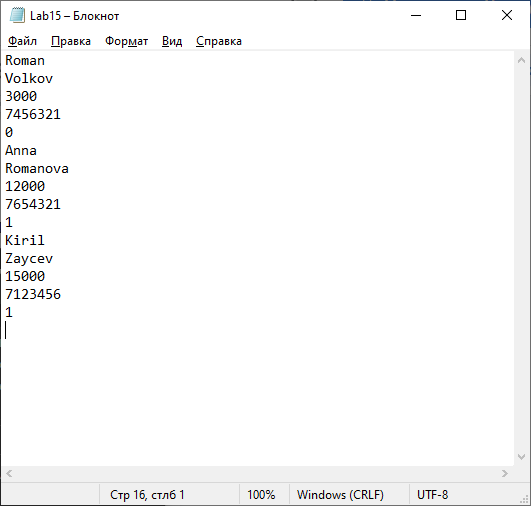 Lab15 – Блокнот
Файл Правка Формат Вид Справка
Roman
Volkov
3000
7456321
0
Anna
Romanova
12000
7654321
1
Kiril
Zaycev
15000
7123456
1
Стр 16, стлб 1 100% Windows (CRLF) UTF-8